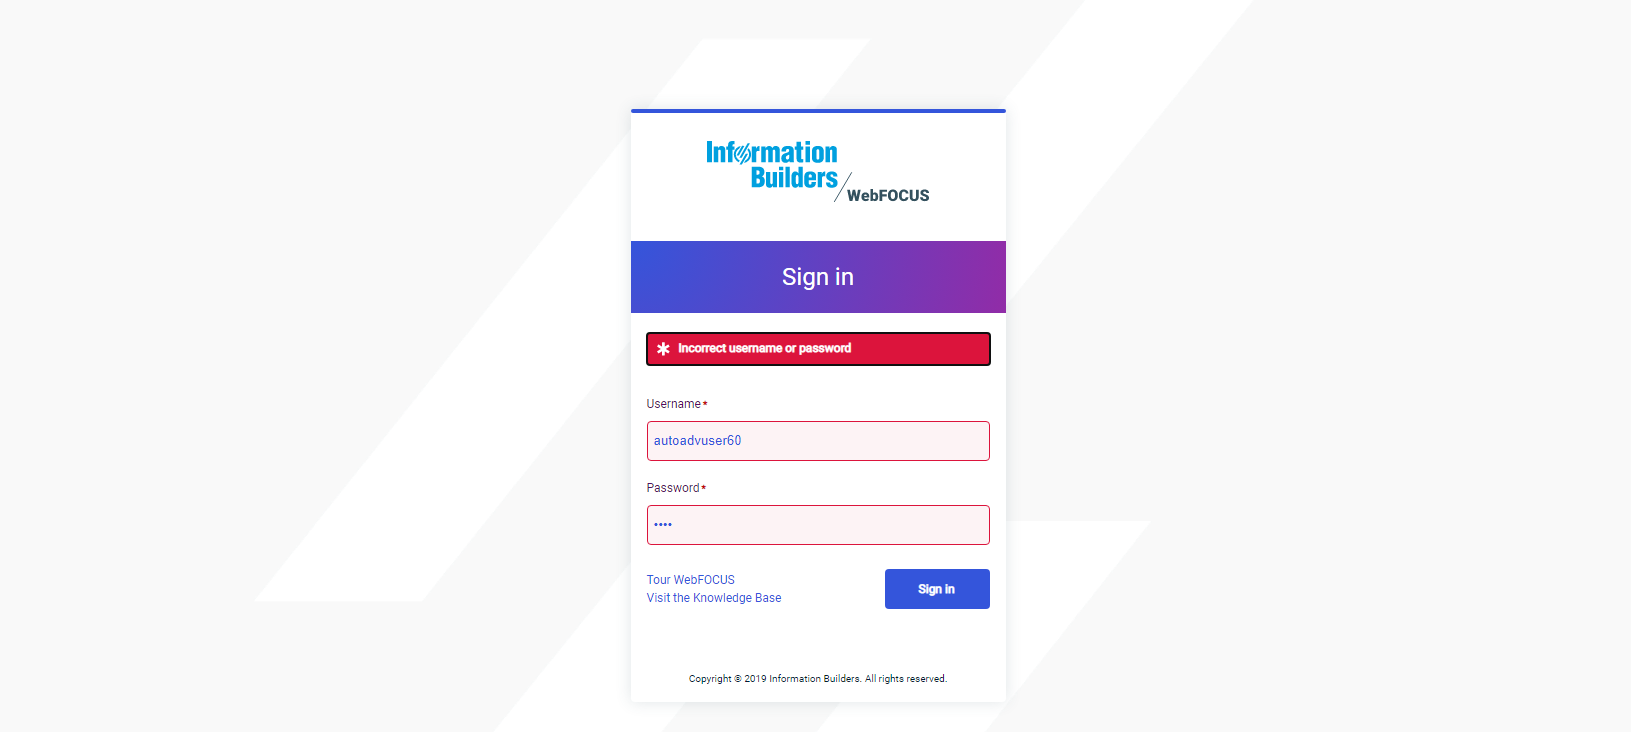 Information
Builders
WebFOCUS
Sign in
* Incorrect username or password
Username*
autoadvuser60
Password*
••••
Tour WebFOCUS
Visit the Knowledge Base
Sign in
Copyright © 2019 Information Builders. All rights reserved.